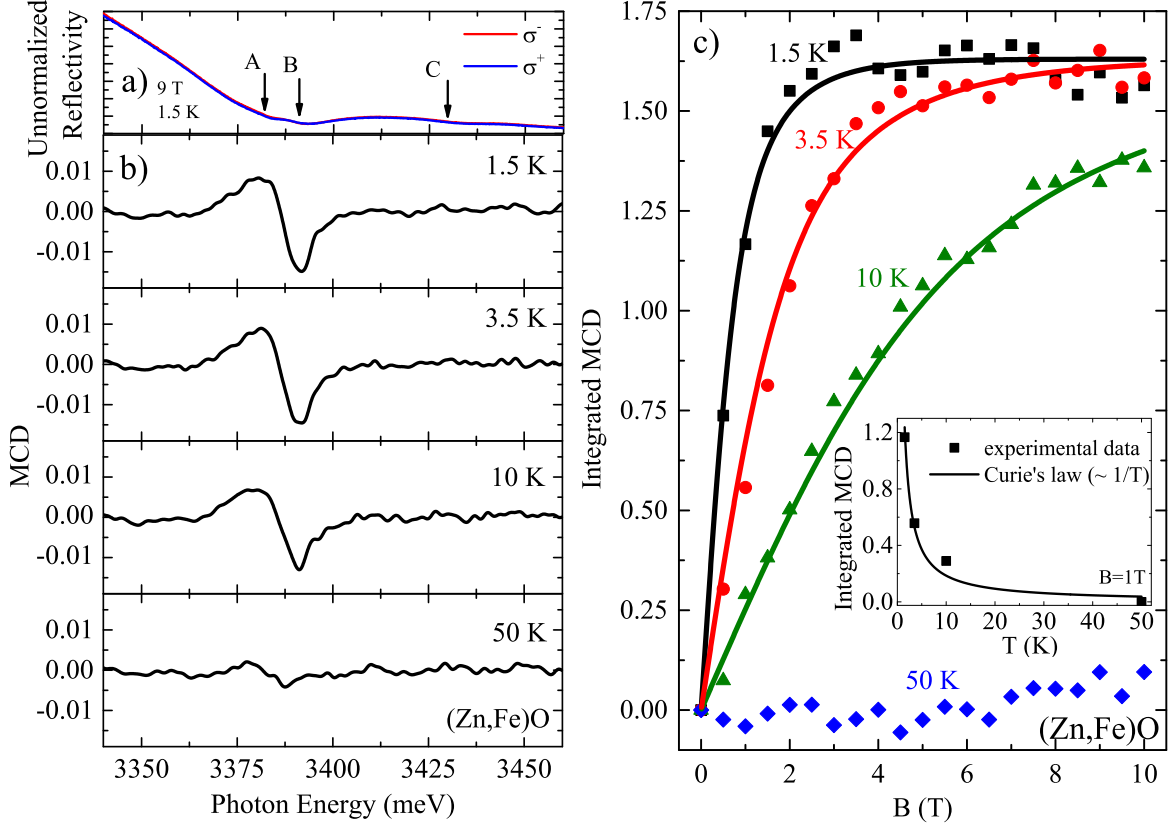 Unnormalized
Reflectivity
a)
9 T
1.5 K
A
B
C
σ-
σ+
b)
1.5 K
0.01
0.00
-0.01
3.5 K
0.01
0.00
-0.01
10 K
0.01
0.00
-0.01
50 K
0.01
0.00
-0.01
(Zn,Fe)O
MCD
3350 3375 3400 3425 3450
Photon Energy (meV)
c)
Integrated MCD
1.75
1.50
1.25
1.00
0.75
0.50
0.25
0.00
1.5 K
3.5 K
10 K
50 K
(Zn,Fe)O
0 2 4 6 8 10
B (T)
Integrated MCD
1.2
0.8
0.4
0.0
experimental data
Curie's law (~ 1/T)
B=1T
0 10 20 30 40 50
T (K)